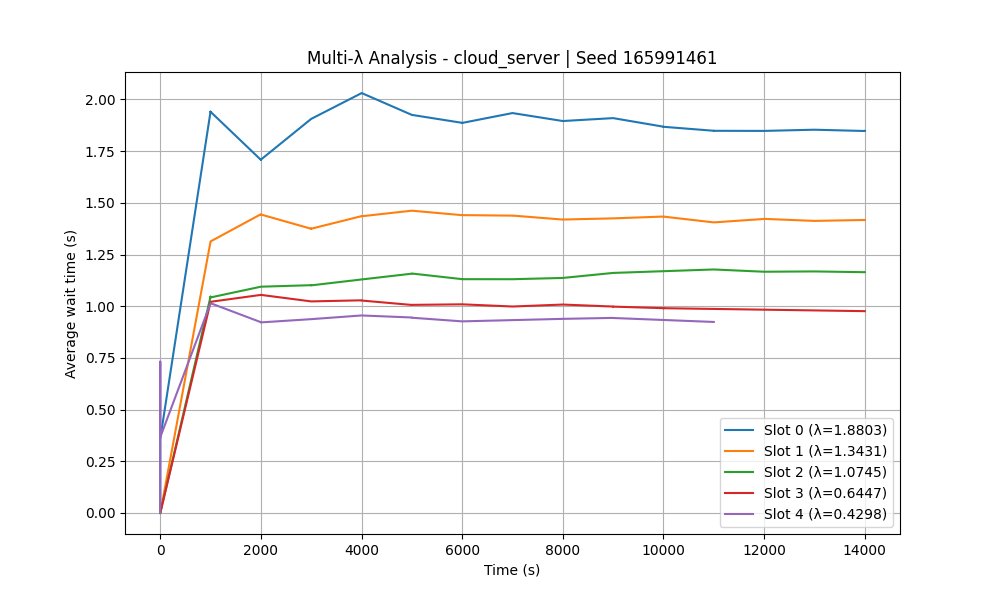 Multi-λ Analysis - cloud_server | Seed 165991461
Average wait time (s)
2.00
1.75
1.50
1.25
1.00
0.75
0.50
0.25
0.00
Slot 0 (λ=1.8803)
Slot 1 (λ=1.3431)
Slot 2 (λ=1.0745)
Slot 3 (λ=0.6447)
Slot 4 (λ=0.4298)
0 2000 4000 6000 8000 10000 12000 14000
Time (s)